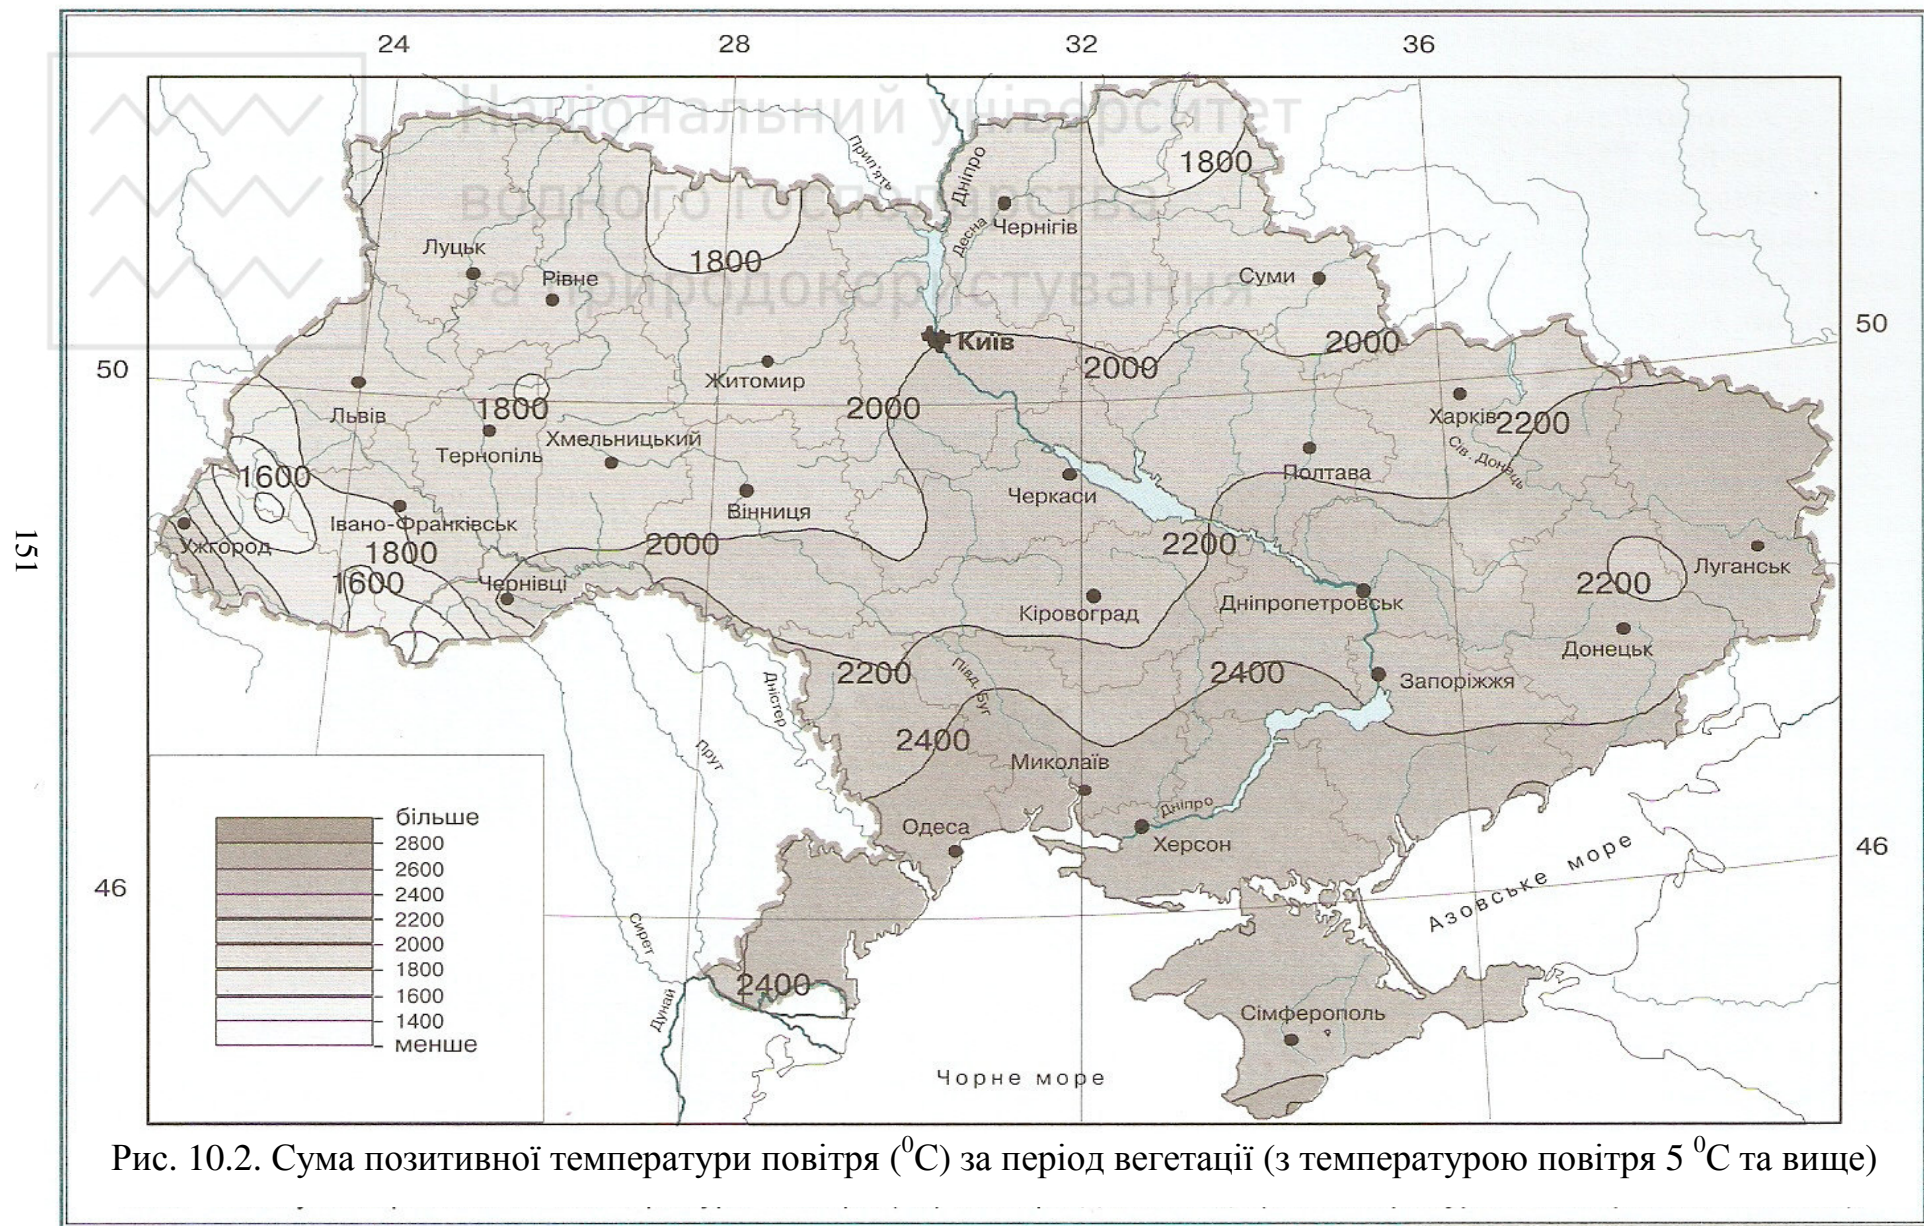 24 28 32 36
Національний університет
водного господарства
та природокористування
Прип'ять
Дніпро
1800
Десна
Чернігів
Луцьк
Рівне
1800
Суми
50
Київ
2000
2000
50
Житомир
1800
2000
Львів
Харків
2200
Тернопіль
Хмельницький
Сів. Донець
1600
Полтава
Черкаси
Вінниця
Івано-Франківськ
Ужгород
1800
2000
2200
151
1600
Чернівці
Луганськ
2200
Кіровоград
Дніпропетровськ
Донецьк
2200
Півд. Буг
2400
Запоріжжя
Дністер
2400
Прут
Миколаїв
Дніпро
Одеса
Херсон
46
46
Азовське море
Сирет
2400
Дунай
Сімферополь
Чорне море
більше
2800
2600
2400
2200
2000
1800
1600
1400
менше
Рис. 10.2. Сума позитивної температури повітря (⁰С) за період вегетації (з температурою повітря 5 ⁰С та вище)